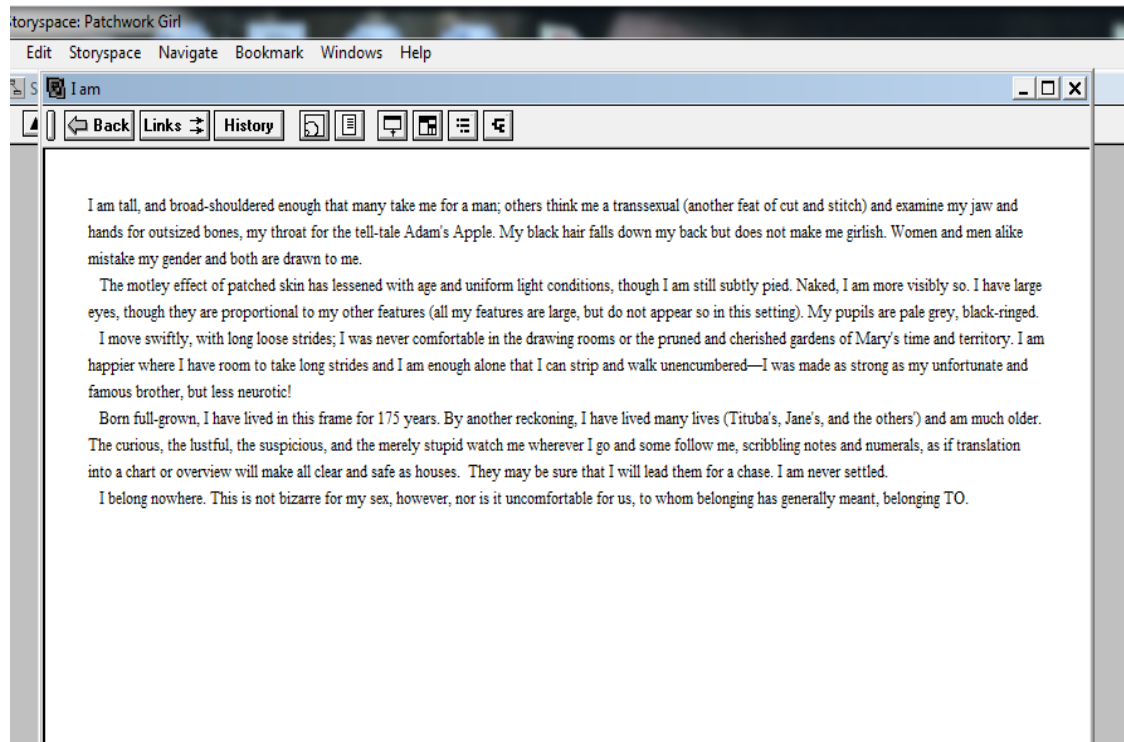 toryspace: Patchwork Girl
Edit Storyspace Navigate Bookmark Windows Help
S I am
Back Links History
I am tall, and broad-shouldered enough that many take me for a man; others think me a transsexual (another feat of cut and stitch) and examine my jaw and
hands for outsized bones, my throat for the tell-tale Adam's Apple. My black hair falls down my back but does not make me girlish. Women and men alike
mistake my gender and both are drawn to me.
The motley effect of patched skin has lessened with age and uniform light conditions, though I am still subtly pied. Naked, I am more visibly so. I have large
eyes, though they are proportional to my other features (all my features are large, but do not appear so in this setting). My pupils are pale grey, black-ringed.
I move swiftly, with long loose strides; I was never comfortable in the drawing rooms or the pruned and cherished gardens of Mary's time and territory. I am
happier where I have room to take long strides and I am enough alone that I can strip and walk unencumbered—I was made as strong as my unfortunate and
famous brother, but less neurotic!
Born full-grown, I have lived in this frame for 175 years. By another reckoning, I have lived many lives (Tituba's, Jane's, and the others') and am much older.
The curious, the lustful, the suspicious, and the merely stupid watch me wherever I go and some follow me, scribbling notes and numerals, as if translation
into a chart or overview will make all clear and safe as houses. They may be sure that I will lead them for a chase. I am never settled.
I belong nowhere. This is not bizarre for my sex, however, nor is it uncomfortable for us, to whom belonging has generally meant, belonging TO.